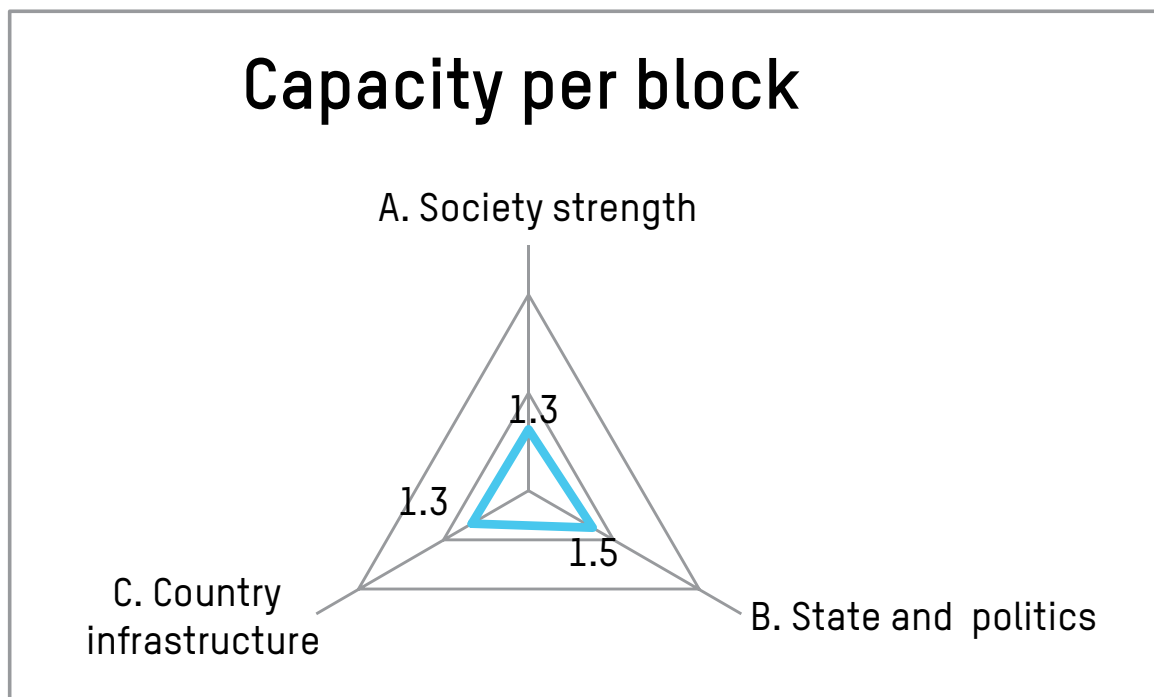 Capacity per block
A. Society strength
1.3
1.3
1.5
C. Country
infrastructure
B. State and  politics